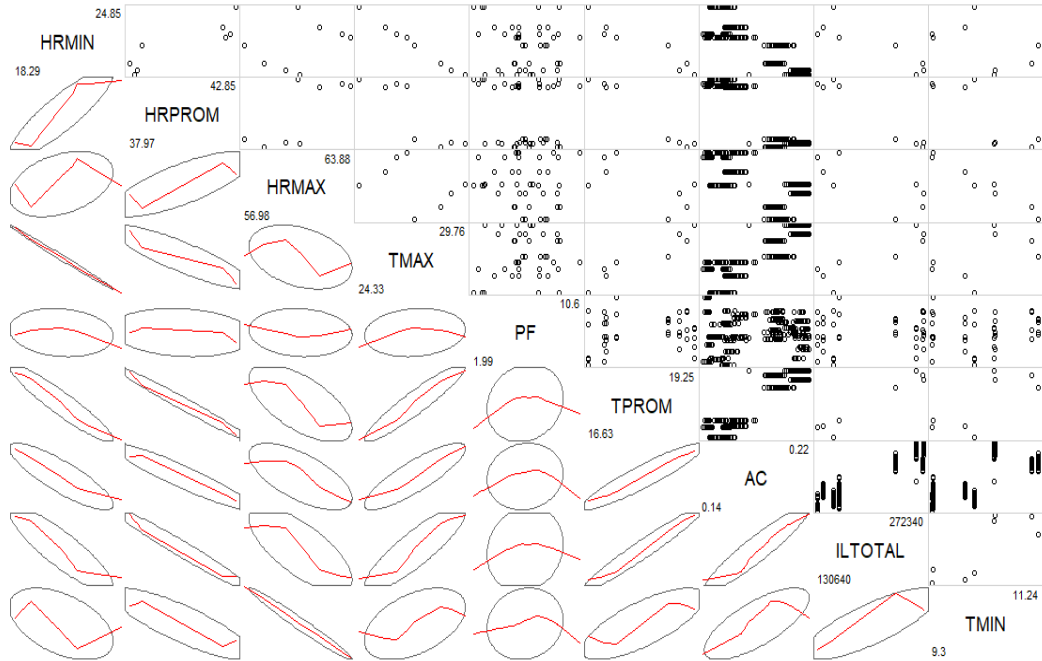 24.85
HRMIN
18.29
42.85
HRPROM
37.97
63.88
HRMAX
56.98
29.76
TMAX
24.33
10.6
PF
1.99
19.25
TPROM
16.63
0.22
AC
0.14
272340
ILTOTAL
130640
11.24
TMIN
9.3